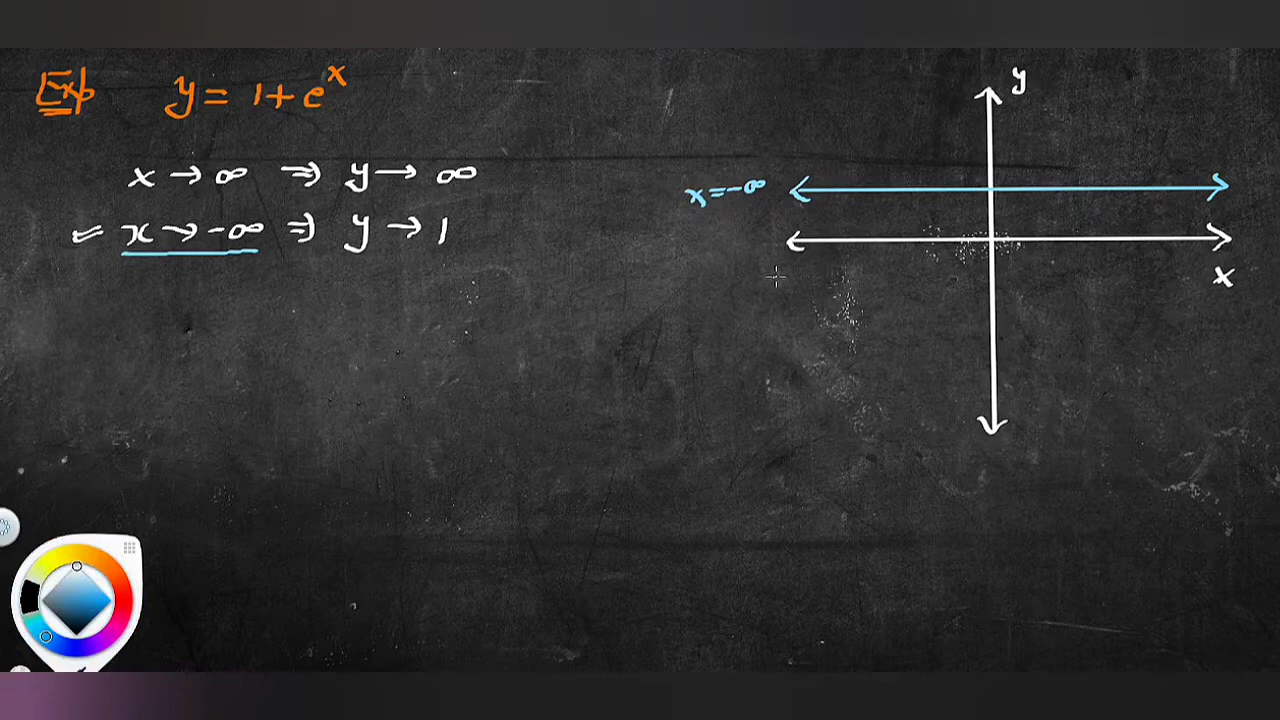 Exp y = 1 + e^x
x → ∞ ⇒ y → ∞
x → -∞ ⇒ y → 1
y
x = -∞
x